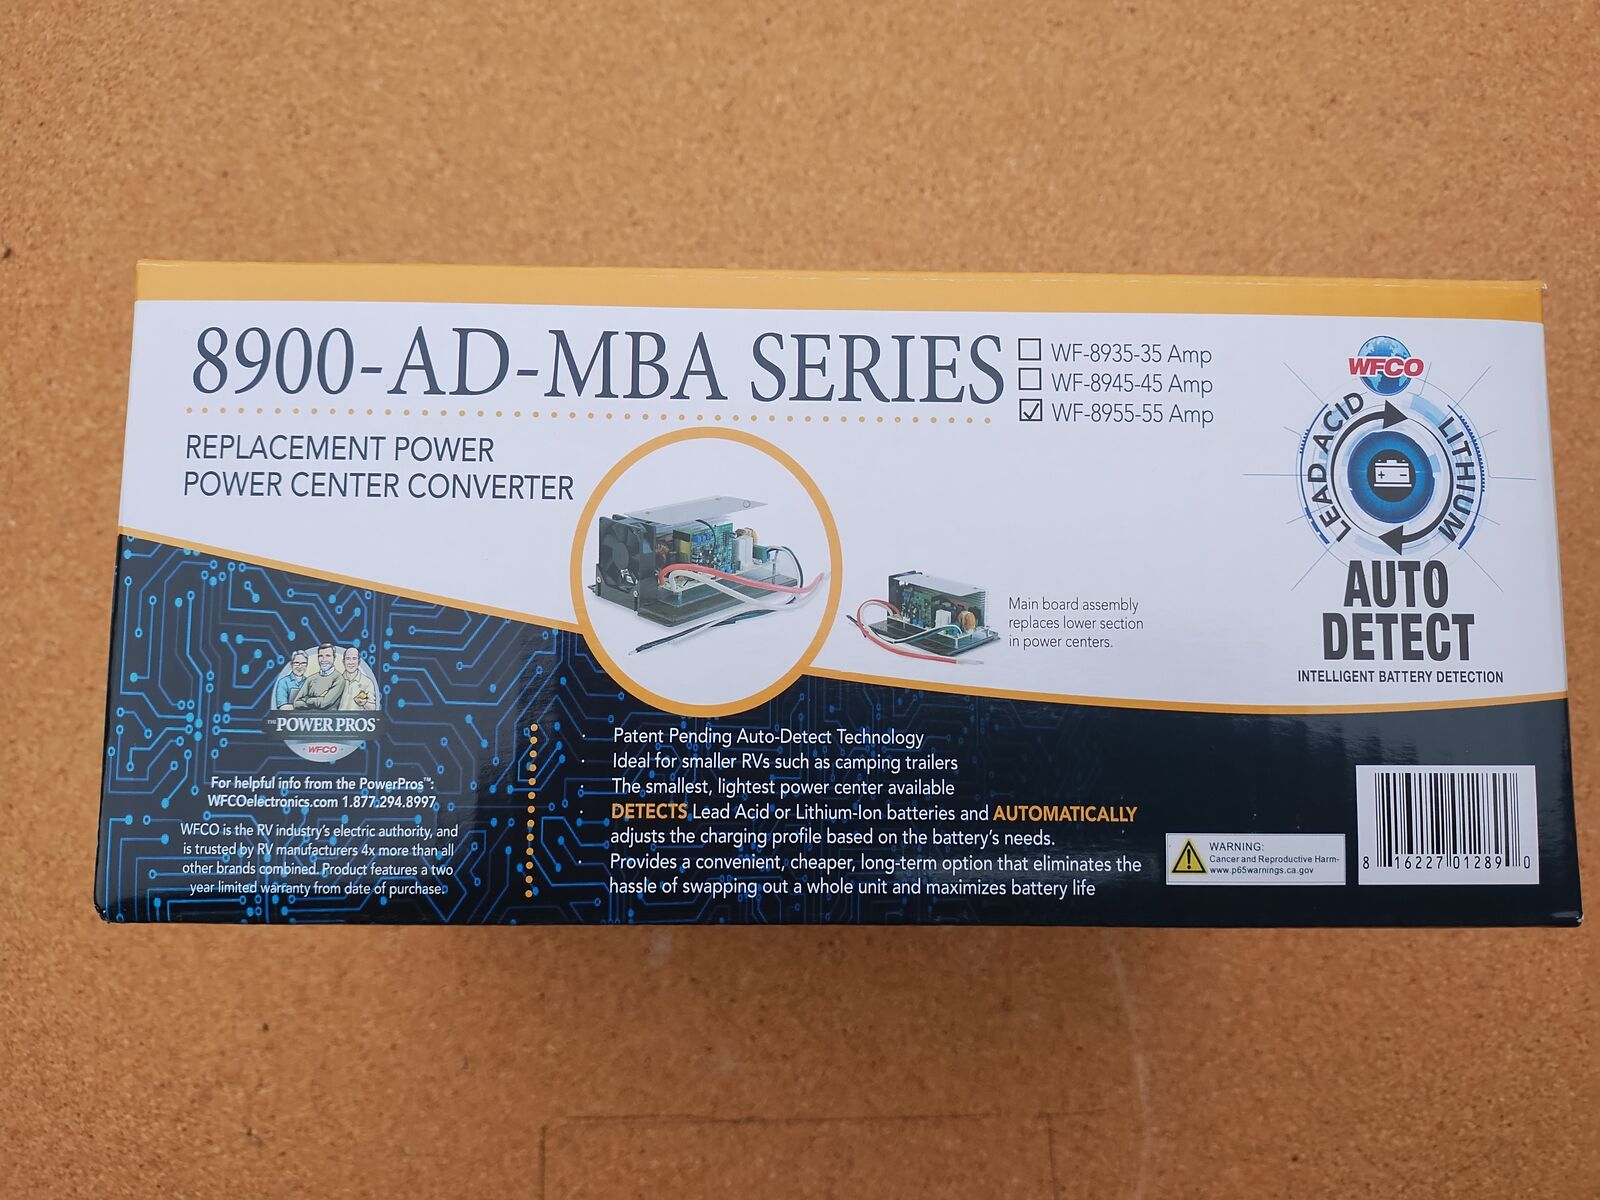 8900-AD-MBA SERIES
REPLACEMENT POWER
POWER CENTER CONVERTER
WF-8935-35 Amp
WF-8945-45 Amp
WF-8955-55 Amp
WFCO
LEAD ACID
LITHIUM
AUTO
DETECT
INTELLIGENT BATTERY DETECTION
Main board assembly
replaces lower section
in power centers.
THE POWER PROS™
WFCO
For helpful info from the PowerPros™:
WFCOelectronics.com 1.877.294.8997
WFCO is the RV industry's electric authority, and
is trusted by RV manufacturers 4x more than all
other brands combined. Product features a two
year limited warranty from date of purchase.
· Patent Pending Auto-Detect Technology
· Ideal for smaller RVs such as camping trailers
· The smallest, lightest power center available
· DETECTS Lead Acid or Lithium-Ion batteries and AUTOMATICALLY
adjusts the charging profile based on the battery's needs.
· Provides a convenient, cheaper, long-term option that eliminates the
hassle of swapping out a whole unit and maximizes battery life
WARNING:
Cancer and Reproductive Harm-
www.p65warnings.ca.gov
8 16227 01289 0